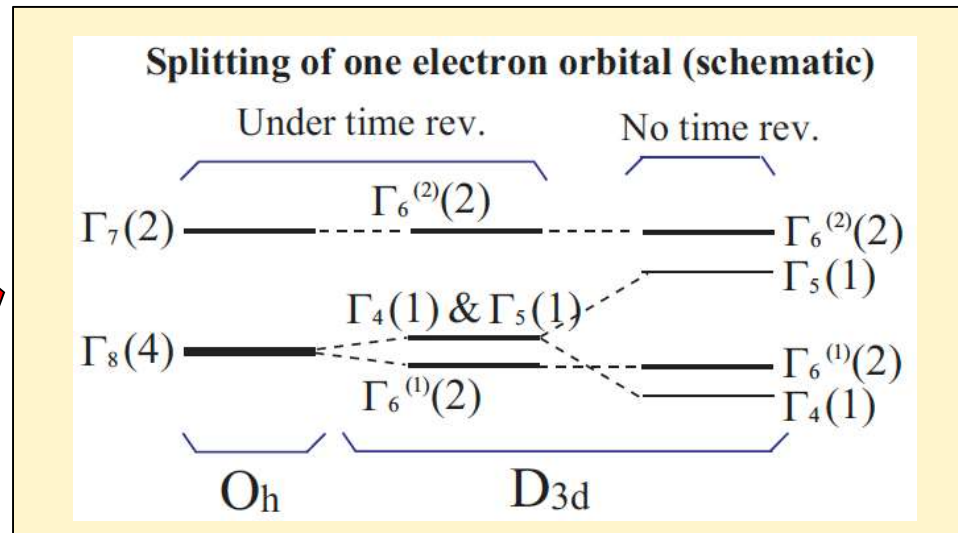 Splitting of one electron orbital (schematic)
Under time rev.
No time rev.
Γ₆⁽²⁾(2)
Γ₇(2)
Γ₆⁽²⁾(2)
Γ₅(1)
Γ₄(1) & Γ₅(1)
Γ₈(4)
Γ₆⁽¹⁾(2)
Γ₆⁽¹⁾(2)
Γ₄(1)
Oh
D3d